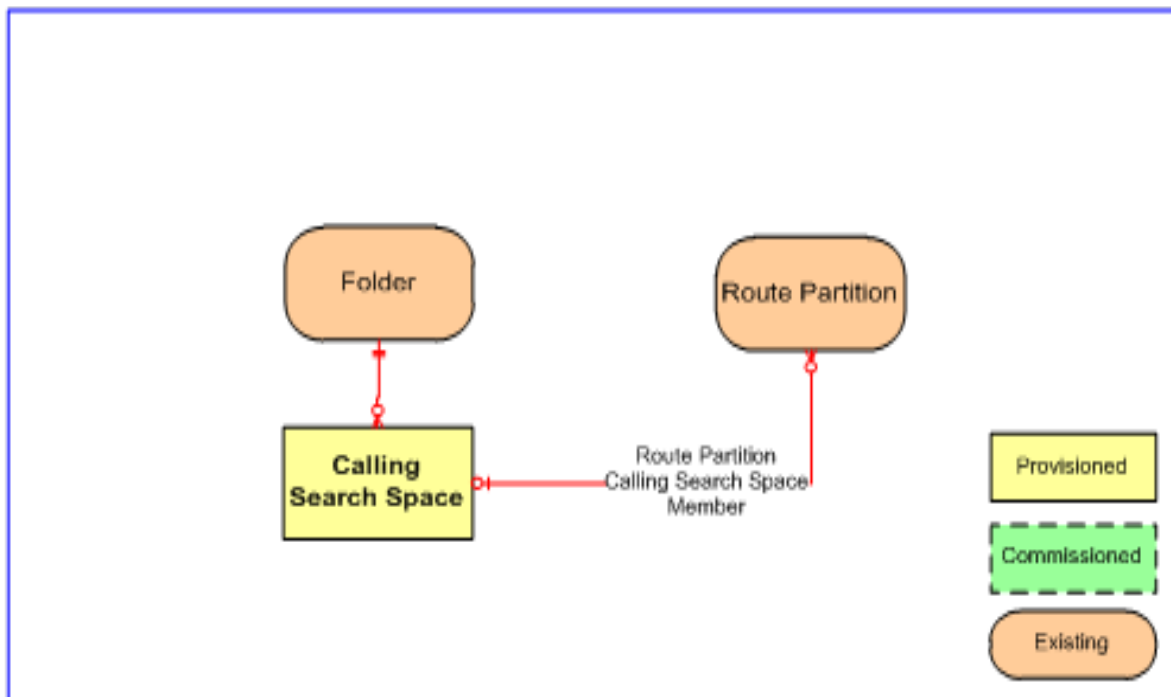 Folder
Route Partition
Calling
Search Space
Route Partition
Calling Search Space
Member
Provisioned
Commissioned
Existing